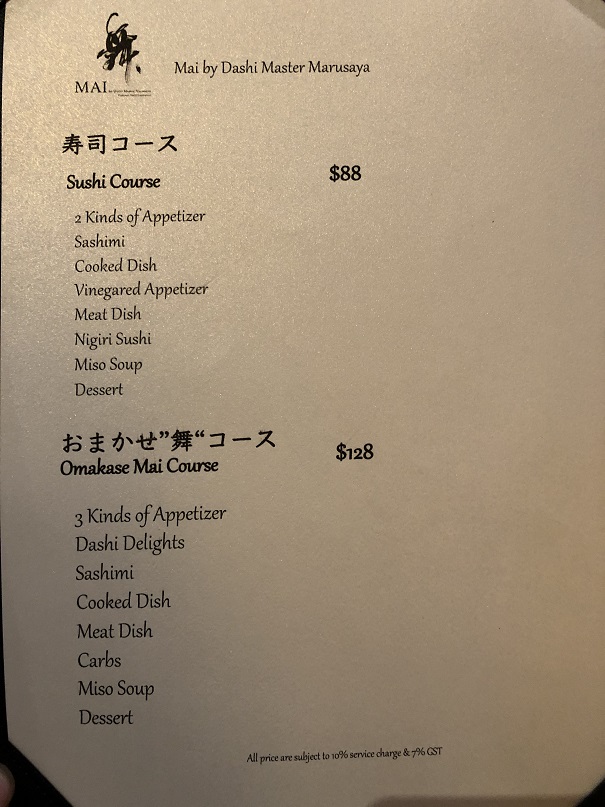 舞
MAI
Mai by Dashi Master Marusaya
寿司コース
Sushi Course
$88
2 Kinds of Appetizer
Sashimi
Cooked Dish
Vinegared Appetizer
Meat Dish
Nigiri Sushi
Miso Soup
Dessert
おまかせ”舞“コース
Omakase Mai Course
$128
3 Kinds of Appetizer
Dashi Delights
Sashimi
Cooked Dish
Meat Dish
Carbs
Miso Soup
Dessert
All price are subject to 10% service charge & 7% GST